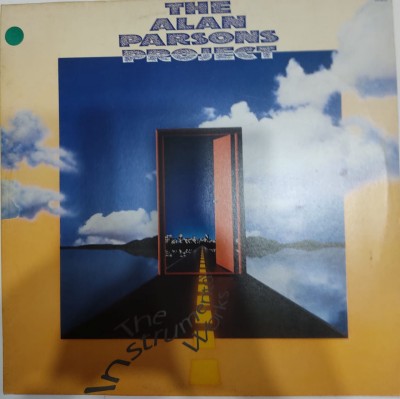 THE
ALAN
PARSONS
PROJECT
The
Instrumental
Works